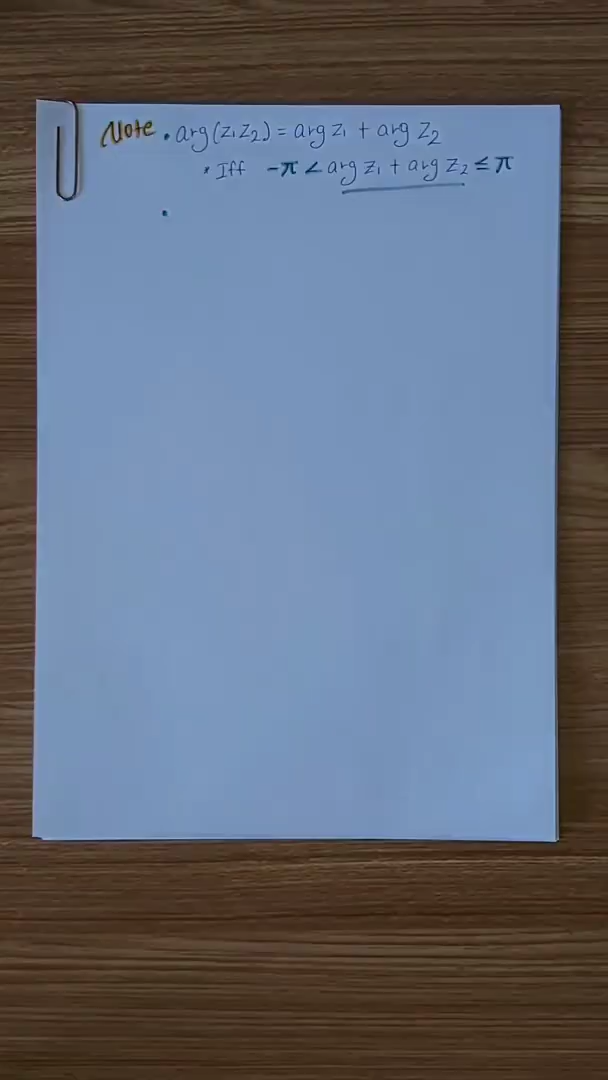 Note • arg(z₁z₂) = arg z₁ + arg z₂
* Iff -π < arg z₁ + arg z₂ ≤ π
•